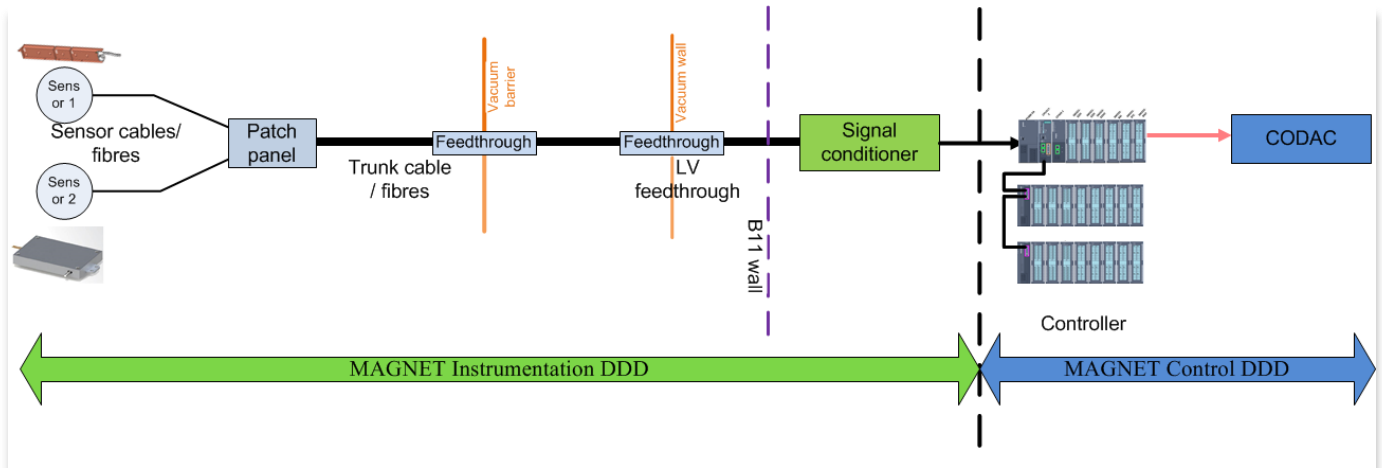 Sens
or 1
Sensor cables/
fibres
Sens
or 2
Patch
panel
Trunk cable
/ fibres
Feedthrough
Vacuum
barrier
Feedthrough
Vacuum wall
LV
feedthrough
B11 wall
Signal
conditioner
Controller
CODAC
MAGNET Instrumentation DDD
MAGNET Control DDD